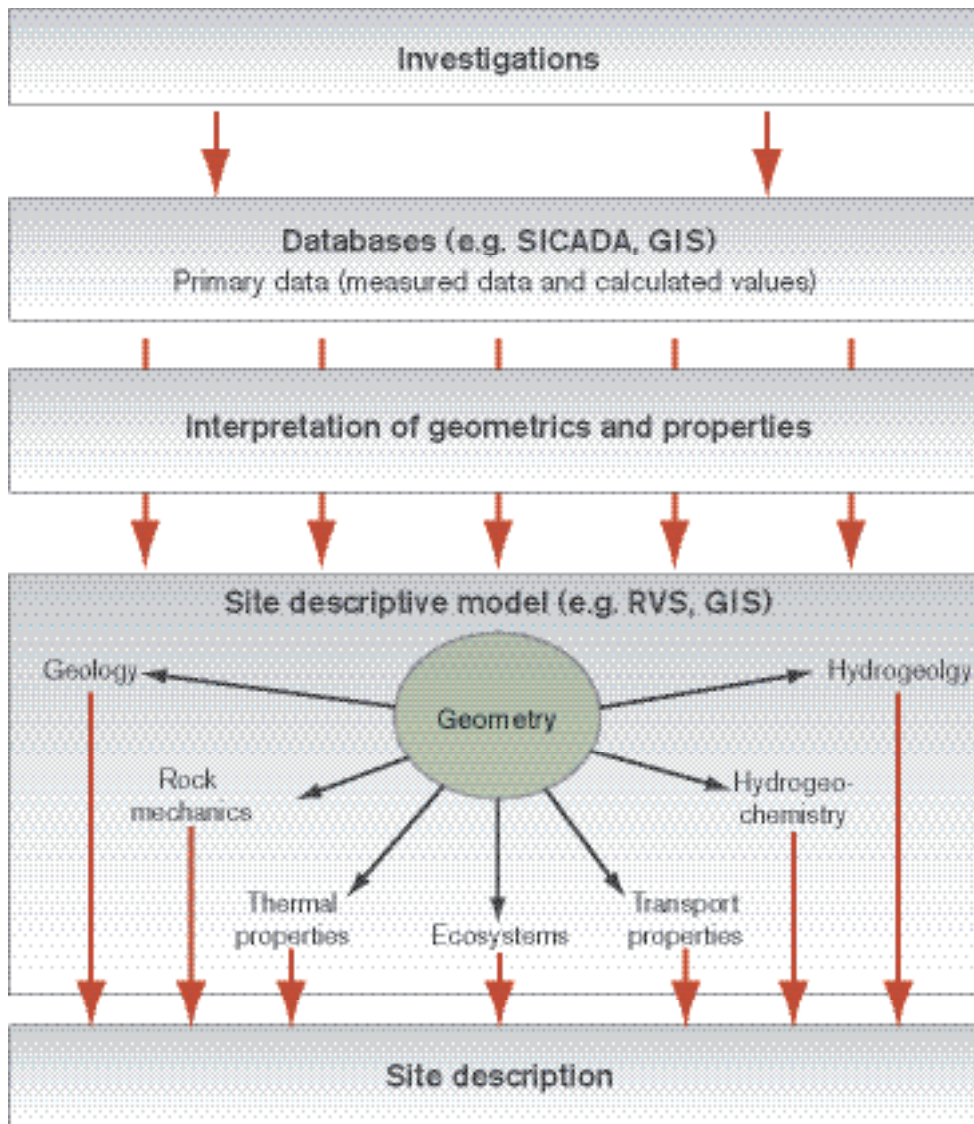 Investigations
Databases (e.g. SICADA, GIS)
Primary data (measured data and calculated values)
Interpretation of geometrics and properties
Site descriptive model (e.g. RVS, GIS)
Geology
Hydrogeolgy
Geometry
Rock
mechanics
Hydrogeo-
chemistry
Thermal
properties
Ecosystems
Transport
properties
Site description